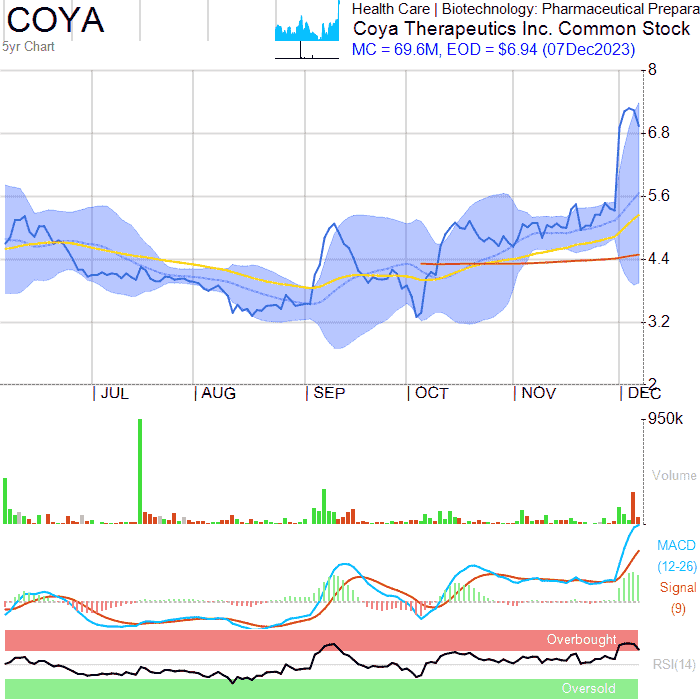 COYA
5yr Chart
Health Care | Biotechnology: Pharmaceutical Prepara
Coya Therapeutics Inc. Common Stock
MC = 69.6M, EOD = $6.94 (07Dec2023)
8
6.8
5.6
4.4
3.2
2
JUL AUG SEP OCT NOV DEC
950k
Volume
MACD
(12-26)
Signal
(9)
Overbought
RSI(14)
Oversold